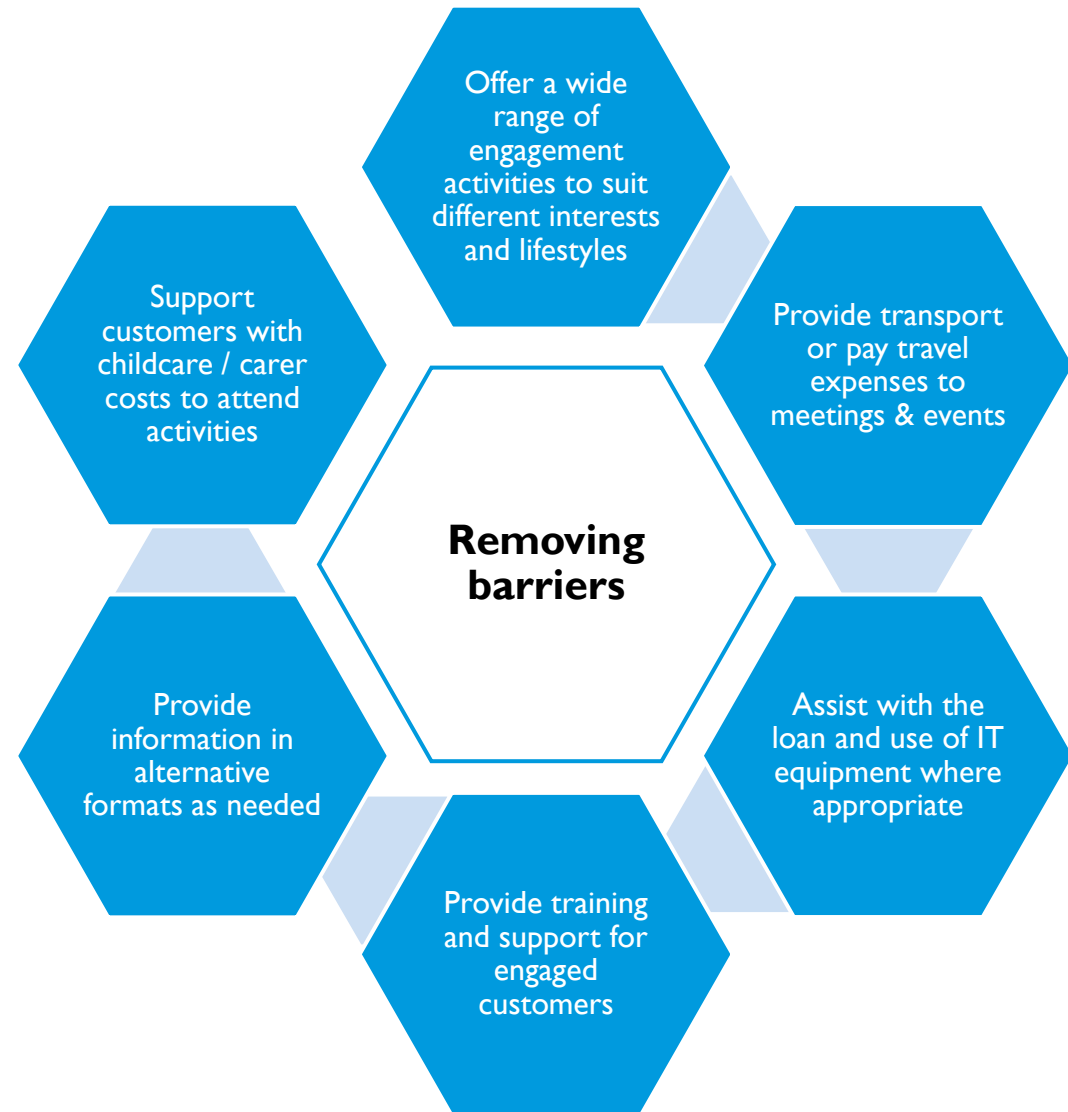 Offer a wide
range of
engagement
activities to suit
different interests
and lifestyles
Provide transport
or pay travel
expenses to
meetings & events
Assist with the
loan and use of IT
equipment where
appropriate
Provide training
and support for
engaged
customers
Provide
information in
alternative
formats as needed
Support
customers with
childcare / carer
costs to attend
activities
Removing
barriers